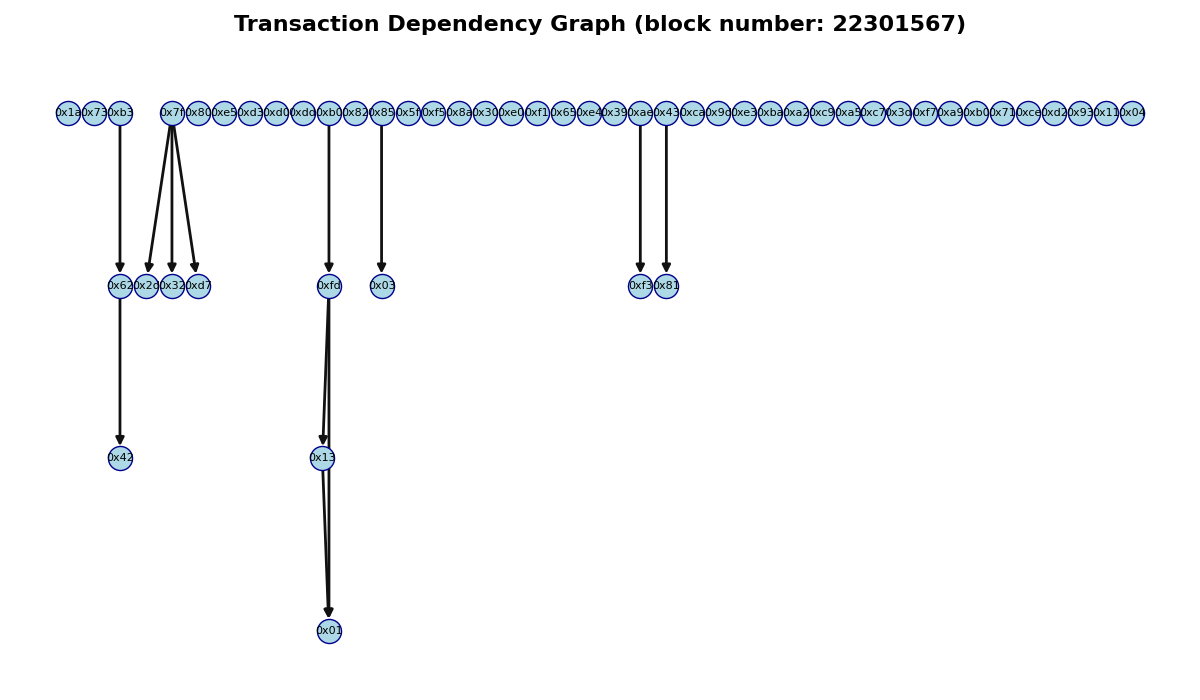 Transaction Dependency Graph (block number: 22301567)
0x1a 0x73 0xb3 0x7f 0x80 0xe5 0xd3 0xd0 0xdd 0xb0 0x82 0x85 0x5f 0xf5 0x8a 0x30 0xe0 0xf1 0x65 0xe4 0x39 0xae 0x43 0xca 0x9d 0xe3 0xba 0xa2 0xc9 0xa5 0xc7 0x3d 0xf7 0xa9 0xb0 0x71 0xce 0xd2 0x93 0x11 0x04
0x62 0x2d 0x32 0xd7 0xfd 0x03 0xf3 0x81
0x42 0x13
0x01